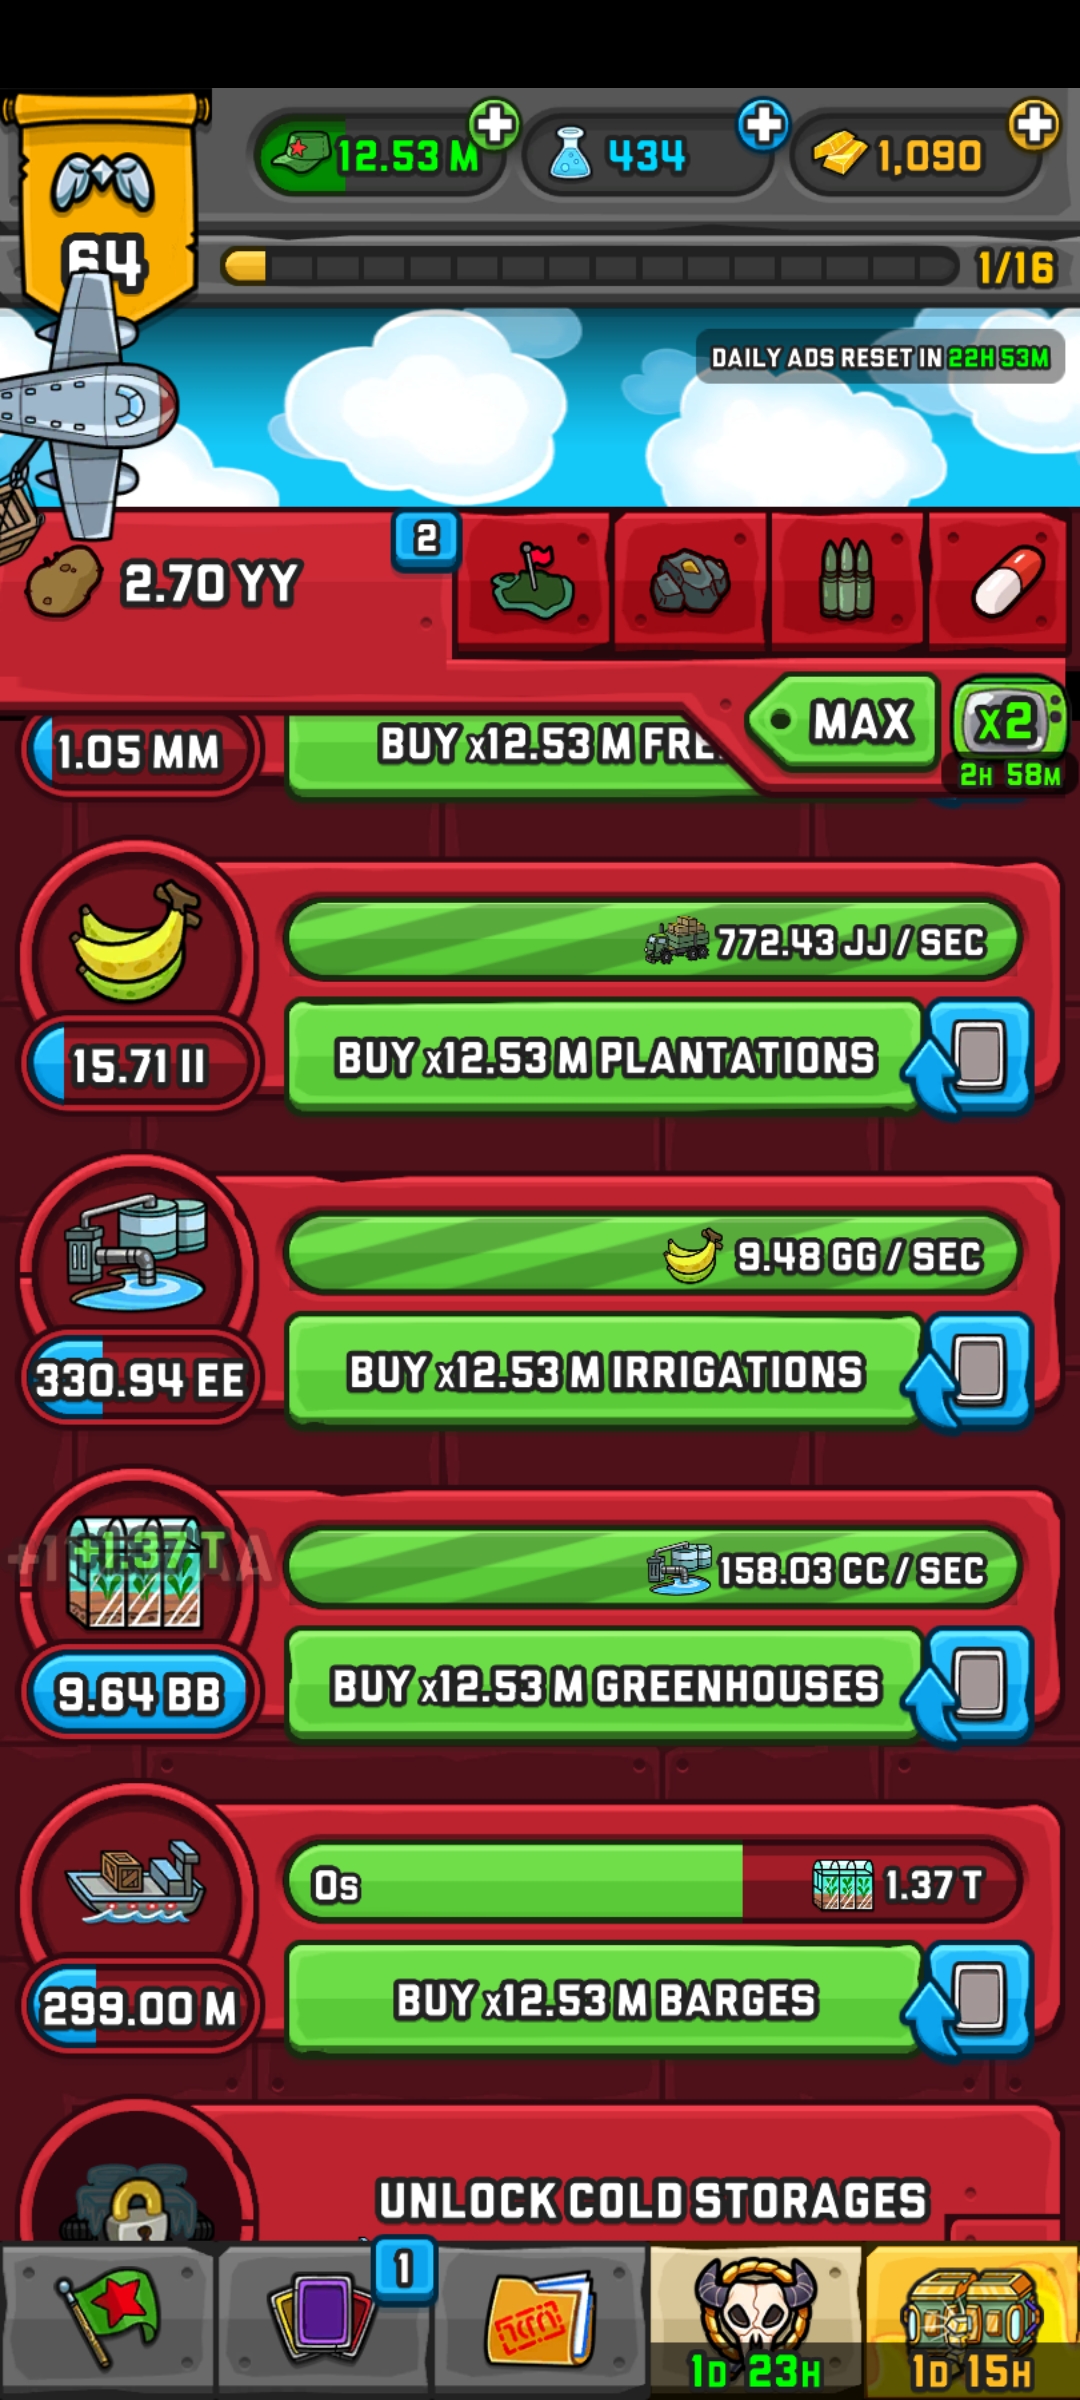 12.53 M
434
1,090
64
1/16
DAILY ADS RESET IN 22H 53M
2
2.70 YY
MAX
x2
2H 58M
1.05 MM
BUY x12.53 M FRE
772.43 JJ / SEC
15.71 II
BUY x12.53 M PLANTATIONS
9.48 GG / SEC
330.94 EE
BUY x12.53 M IRRIGATIONS
+1.37 T
158.03 CC / SEC
9.64 BB
BUY x12.53 M GREENHOUSES
0s
1.37 T
299.00 M
BUY x12.53 M BARGES
UNLOCK COLD STORAGES
1
1D 23H
1D 15H